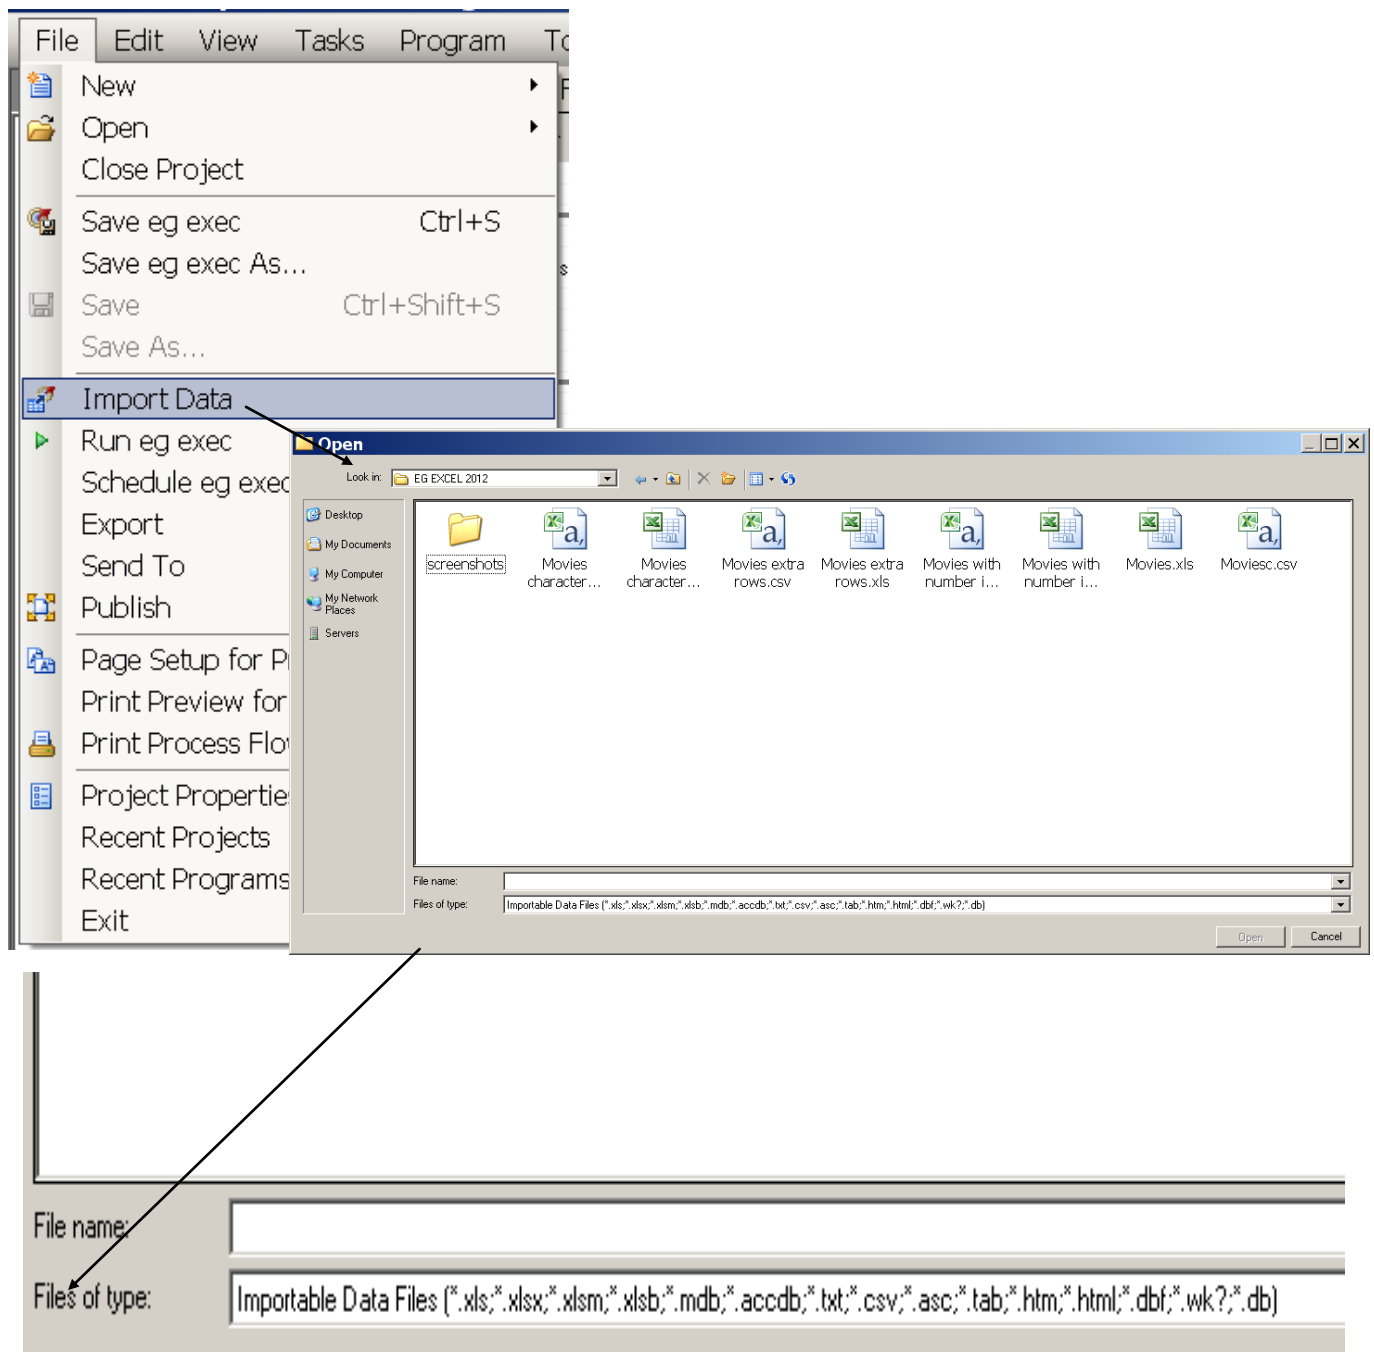 File Edit View Tasks Program
New
Open
Close Project
Save eg exec Ctrl+S
Save eg exec As...
Save Ctrl+Shift+S
Save As...
Import Data
Run eg exec
Schedule eg exec
Export
Send To
Publish
Page Setup for P
Print Preview for
Print Process Flo
Project Propertie
Recent Projects
Recent Programs
Exit
Open
Look in: EG EXCEL 2012
Desktop
My Documents
My Computer
My Network
Places
Servers
screenshots Movies Movies Movies extra Movies extra Movies with Movies with Movies.xls Moviesc.csv
character... character... rows.csv rows.xls number i... number i...
File name:
Files of type: Importable Data Files (*.xls;*.xlsx;*.xlsm;*.xlsb;*.mdb;*.accdb;*.txt;*.csv;*.asc;*.tab;*.htm;*.html;*.dbf;*.wk?;*.db)
Open Cancel
File name:
Files of type: Importable Data Files (*.xls;*.xlsx;*.xlsm;*.xlsb;*.mdb;*.accdb;*.txt;*.csv;*.asc;*.tab;*.htm;*.html;*.dbf;*.wk?;*.db)